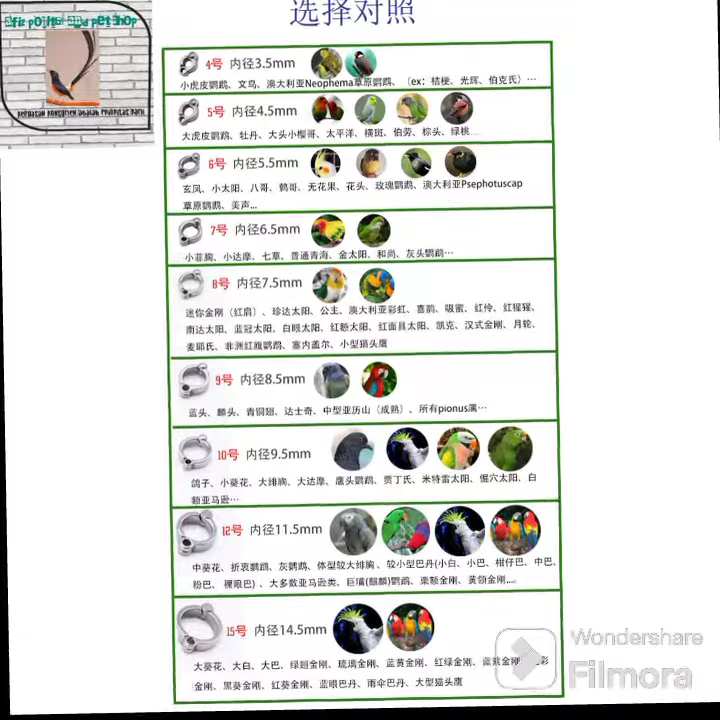 选择对照
pet shop
4号 内径3.5mm
小虎皮鹦鹉、文鸟、澳大利亚Neophema草原鹦鹉、（ex：桔梗，光辉，伯克氏）…
5号 内径4.5mm
大虎皮鹦鹉、牡丹、大头小樱哥、太平洋、横斑、伯劳、棕头、绿桃...
6号 内径5.5mm
玄凤、小太阳、八哥、鹩哥、无花果、花头、玫瑰鹦鹉、澳大利亚Psephotuscap
草原鹦鹉、美声...
7号 内径6.5mm
小菲胸、小达摩、七草、普通青海、金太阳、和尚、灰头鹦鹉…
8号 内径7.5mm
迷你金刚（红肩）、珍达太阳、公主、澳大利亚彩虹、喜鹊、吸蜜、红伶、红猩猩、
南达太阳、蓝冠太阳、白眼太阳、红额太阳、红面具太阳、凯克、汉式金刚、月轮、
麦耶氏、非洲红腹鹦鹉、塞内盖尔、小型猫头鹰
9号 内径8.5mm
蓝头、麟头、青铜翅、达士奇、中型亚历山（成熟）、所有pionus属…
10号 内径9.5mm
鸽子、小葵花、大绯胸、大达摩、鹰头鹦鹉、贾丁氏、米特雷太阳、倔穴太阳、白
额亚马逊…
12号 内径11.5mm
中葵花、折衷鹦鹉、灰鹦鹉、体型较大绯胸、较小型巴丹(小白、小巴、柑仔巴、中巴、
粉巴、裸眼巴）、大多数亚马逊类、巨嘴(麒麟)鹦鹉、栗额金刚、黄领金刚....
15号 内径14.5mm
大葵花、大白、大巴、绿翅金刚、琉璃金刚、蓝黄金刚、红绿金刚、蓝紫金刚、彩
金刚、黑葵金刚、红葵金刚、蓝眼巴丹、雨伞巴丹、大型猫头鹰
Wondershare
Filmora